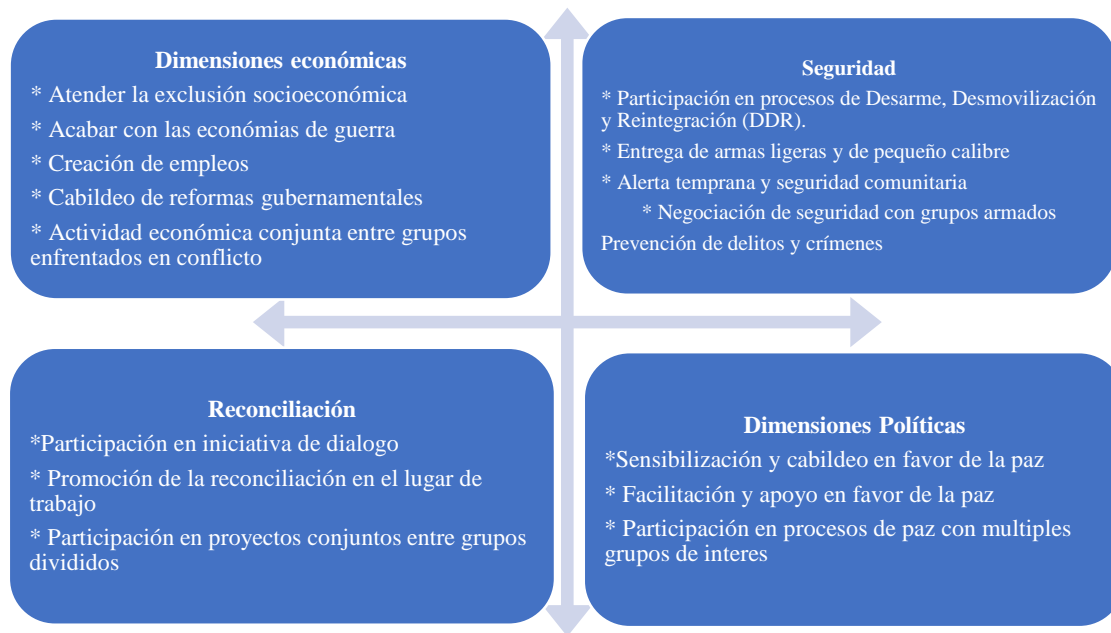 Dimensiones económicas
* Atender la exclusión socioeconómica
* Acabar con las económias de guerra
* Creación de empleos
* Cabildeo de reformas gubernamentales
* Actividad económica conjunta entre grupos
enfrentados en conflicto
Seguridad
* Participación en procesos de Desarme, Desmovilización
y Reintegración (DDR).
* Entrega de armas ligeras y de pequeño calibre
* Alerta temprana y seguridad comunitaria
* Negociación de seguridad con grupos armados
Prevención de delitos y crímenes
Reconciliación
*Participación en iniciativa de dialogo
* Promoción de la reconciliación en el lugar de
trabajo
* Participación en proyectos conjuntos entre grupos
divididos
Dimensiones Políticas
*Sensibilización y cabildeo en favor de la paz
* Facilitación y apoyo en favor de la paz
* Participación en procesos de paz con multiples
grupos de interes